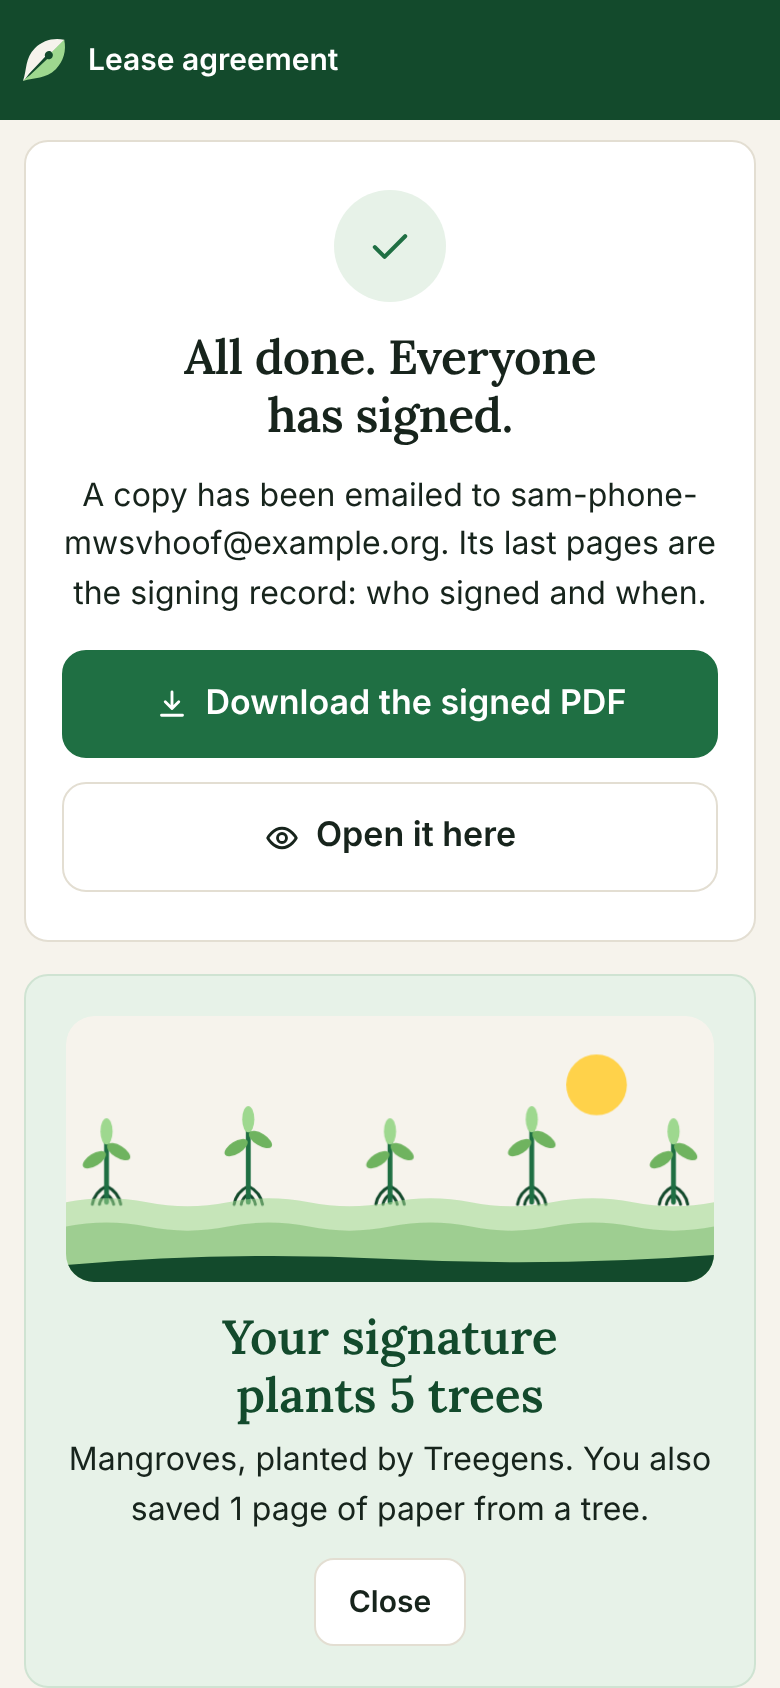 Lease agreement
All done. Everyone
has signed.
A copy has been emailed to sam-phone-
mwsvhoof@example.org. Its last pages are
the signing record: who signed and when.
Download the signed PDF
Open it here
Your signature
plants 5 trees
Mangroves, planted by Treegens. You also
saved 1 page of paper from a tree.
Close